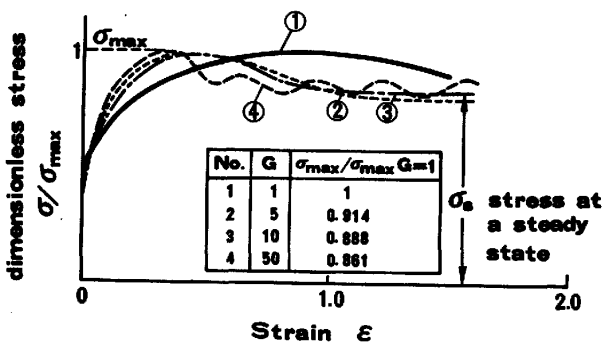 dimensionless stress
σ/σmax
1
σmax
①
④
②
③
No. G σmax/σmax G=1
1 1 1
2 5 0.914
3 10 0.888
4 50 0.861
σs stress at
a steady
state
0 1.0 2.0
Strain ε